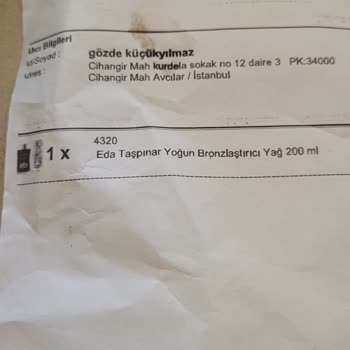 Alıcı Bilgileri
Adı/Soyad : gözde küçükyılmaz
Adres : Cihangir Mah kurdela sokak no 12 daire 3 PK:34000
Cihangir Mah Avcılar / İstanbul
4320
1 x Eda Taşpınar Yoğun Bronzlaştırıcı Yağ 200 ml